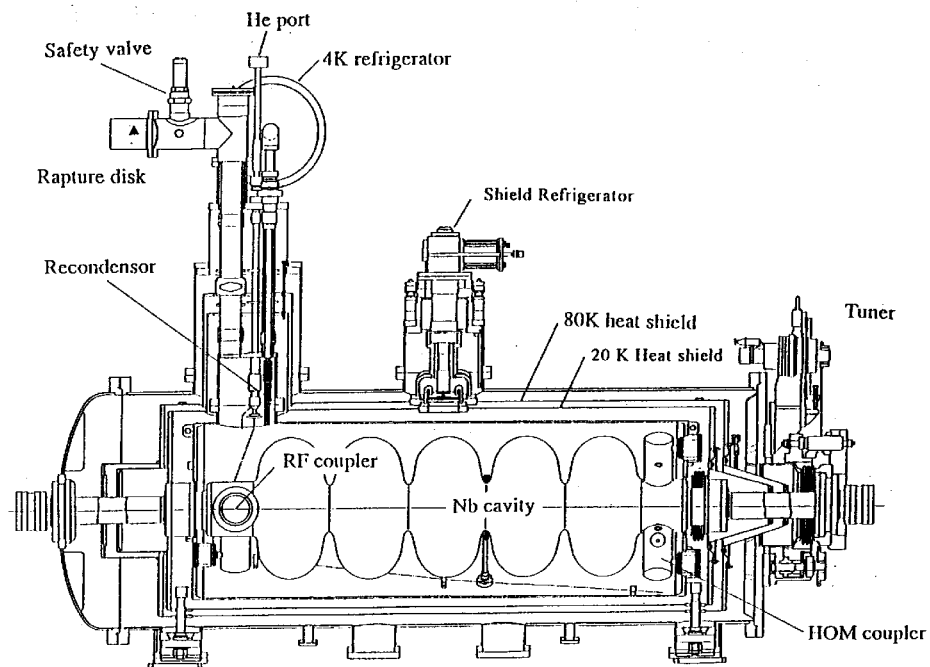 He port
Safety valve
4K refrigerator
Rapture disk
Shield Refrigerator
Recondensor
80K heat shield
Tuner
20 K Heat shield
RF coupler
Nb cavity
HOM coupler